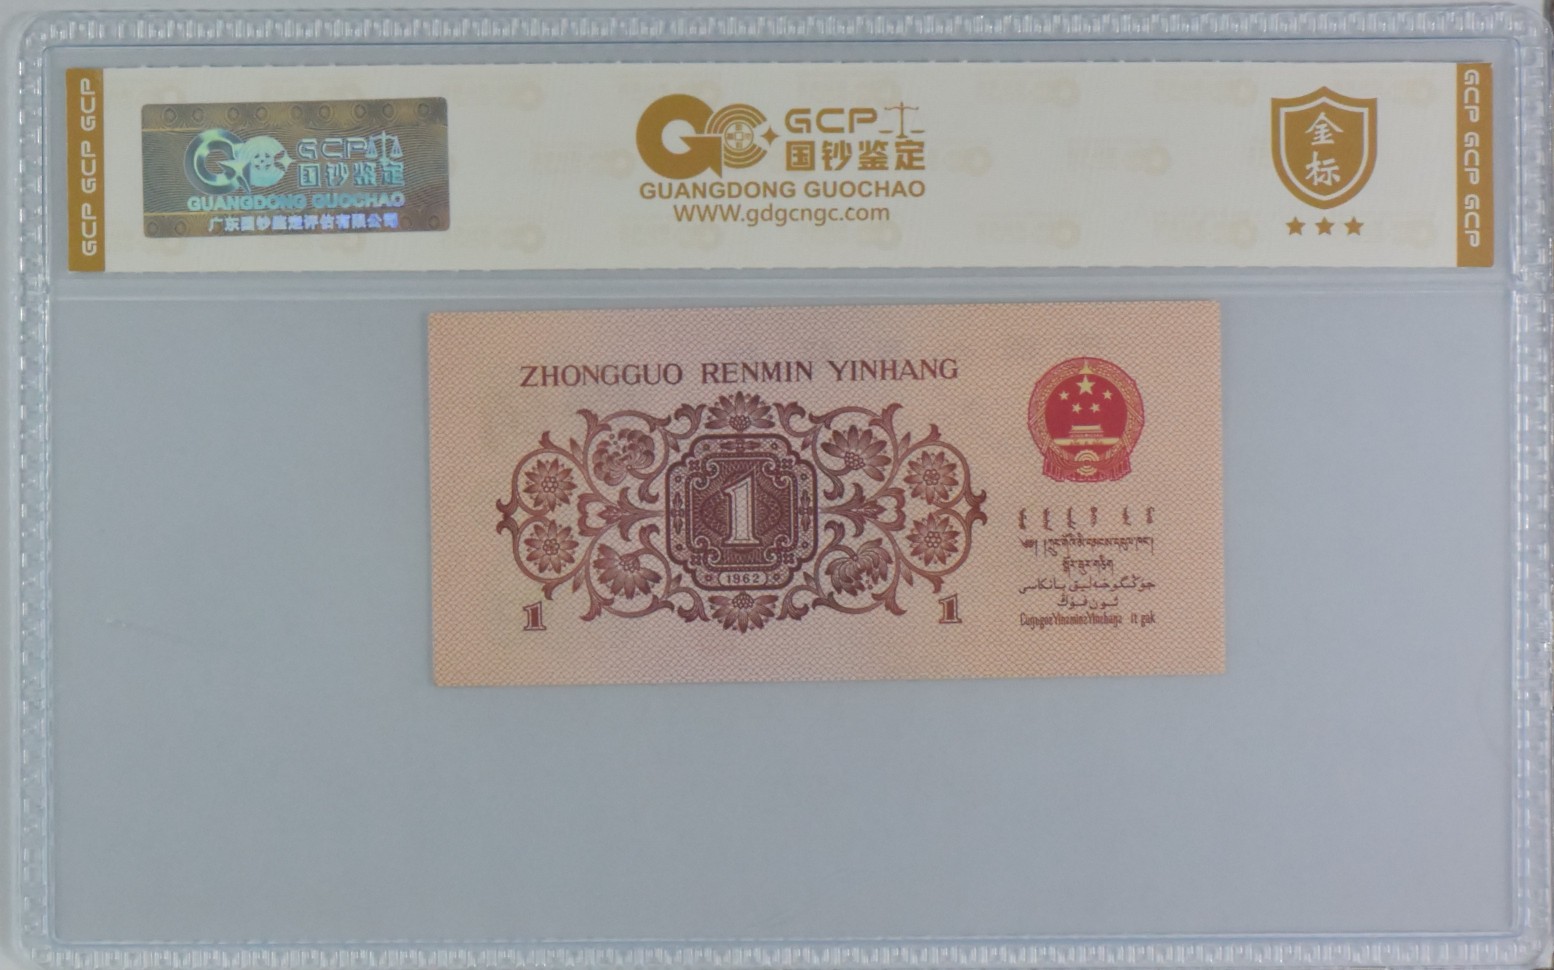 GCP GCP GCP
GCP
国钞鉴定
GUANGDONG GUOCHAO
广东国钞鉴定评估有限公司
GCP
国钞鉴定
GUANGDONG GUOCHAO
WWW.gdgcngc.com
金
标
GCP GCP GCP
ZHONGGUO RENMIN YINHANG
1
1962
1
1